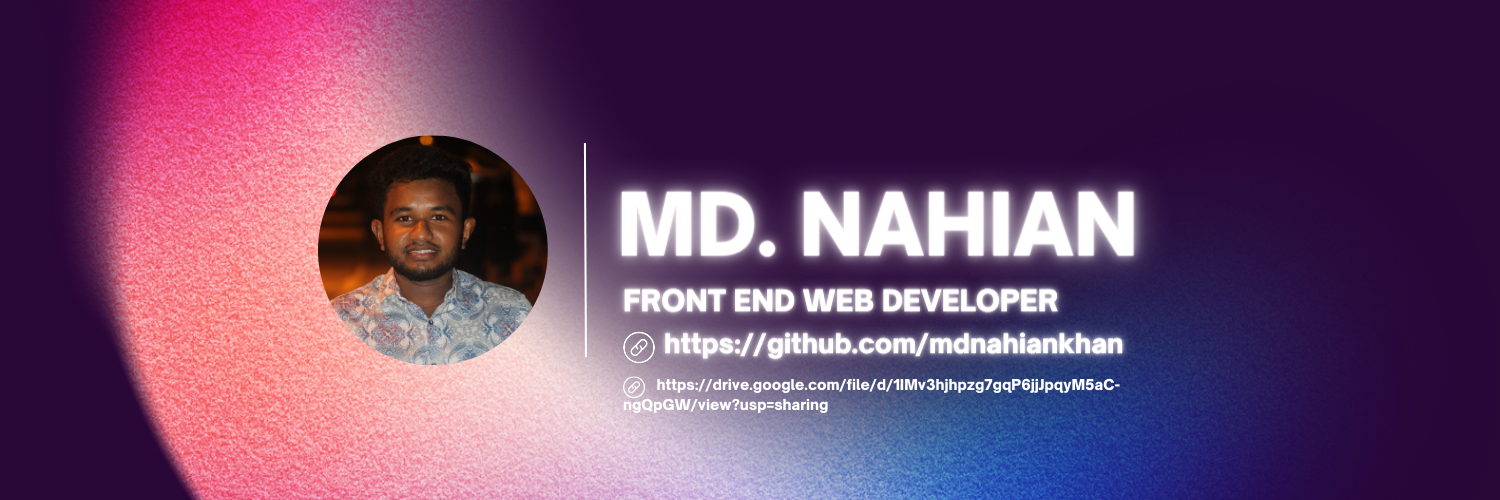 MD. NAHIAN
FRONT END WEB DEVELOPER
https://github.com/mdnahiankhan
https://drive.google.com/file/d/1lMv3hjhpzg7gqP6jjJpqyM5aC-
ngQpGW/view?usp=sharing